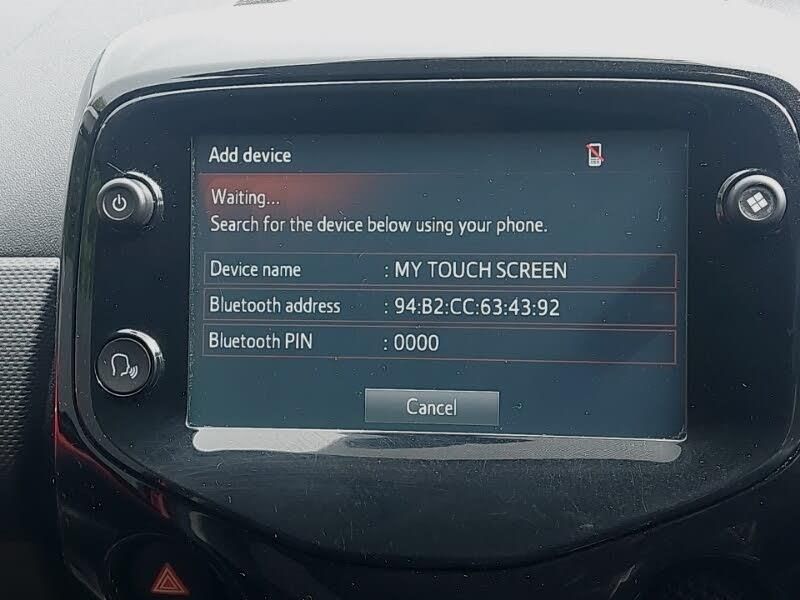 Add device
Waiting...
Search for the device below using your phone.
Device name : MY TOUCH SCREEN
Bluetooth address : 94:B2:CC:63:43:92
Bluetooth PIN : 0000
Cancel